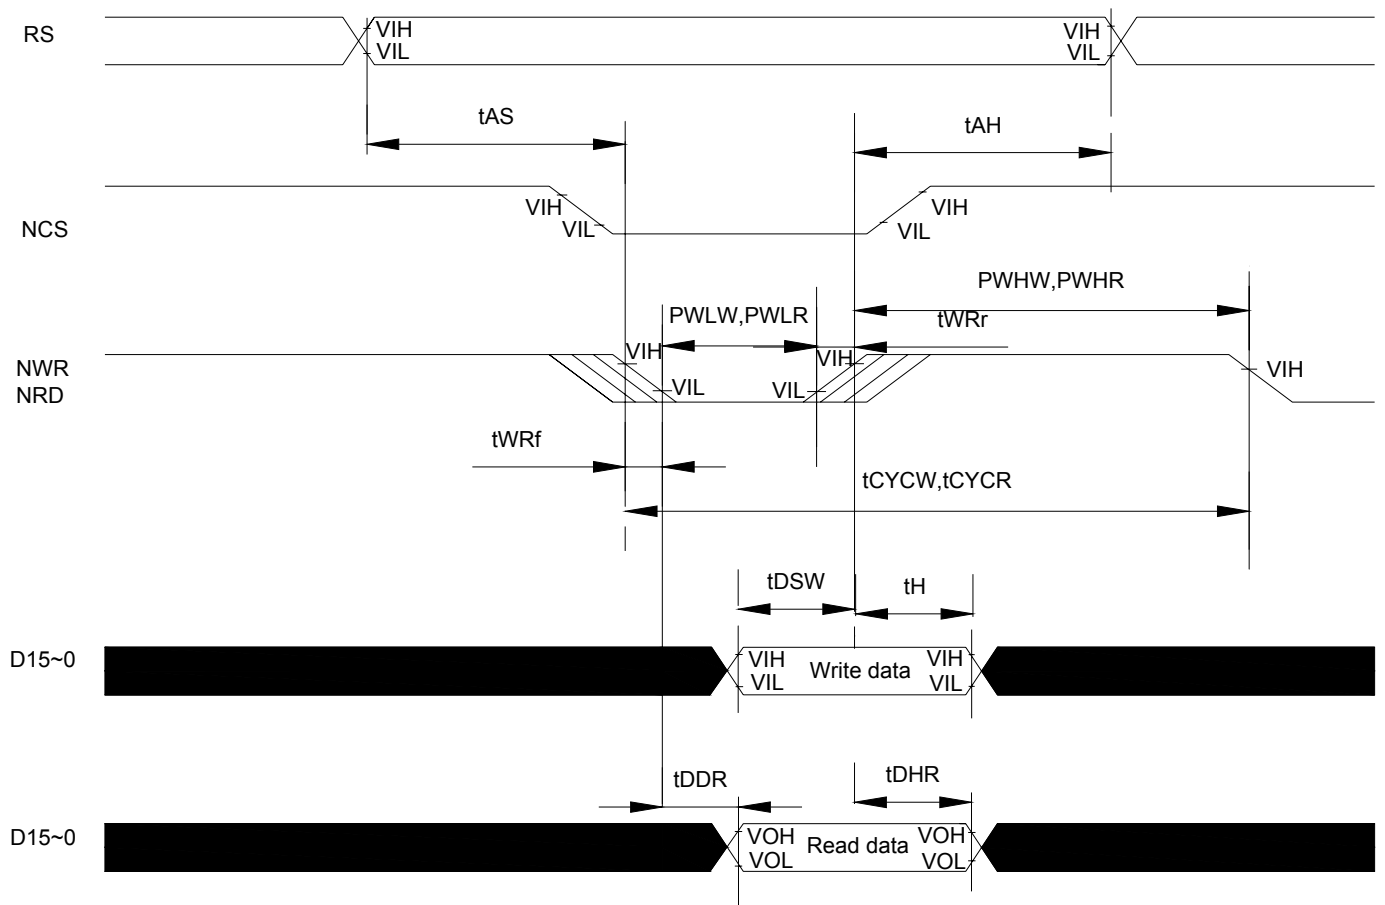 RS
VIH
VIL
VIH
VIL
tAS
tAH
NCS
VIH
VIL
VIH
VIL
PWHW,PWHR
PWLW,PWLR
tWRr
NWR
NRD
VIH
VIL
VIH
VIL
VIH
tWRf
tCYCW,tCYCR
tDSW
tH
D15~0
VIH
VIL
Write data
VIH
VIL
tDDR
tDHR
D15~0
VOH
VOL
Read data
VOH
VOL